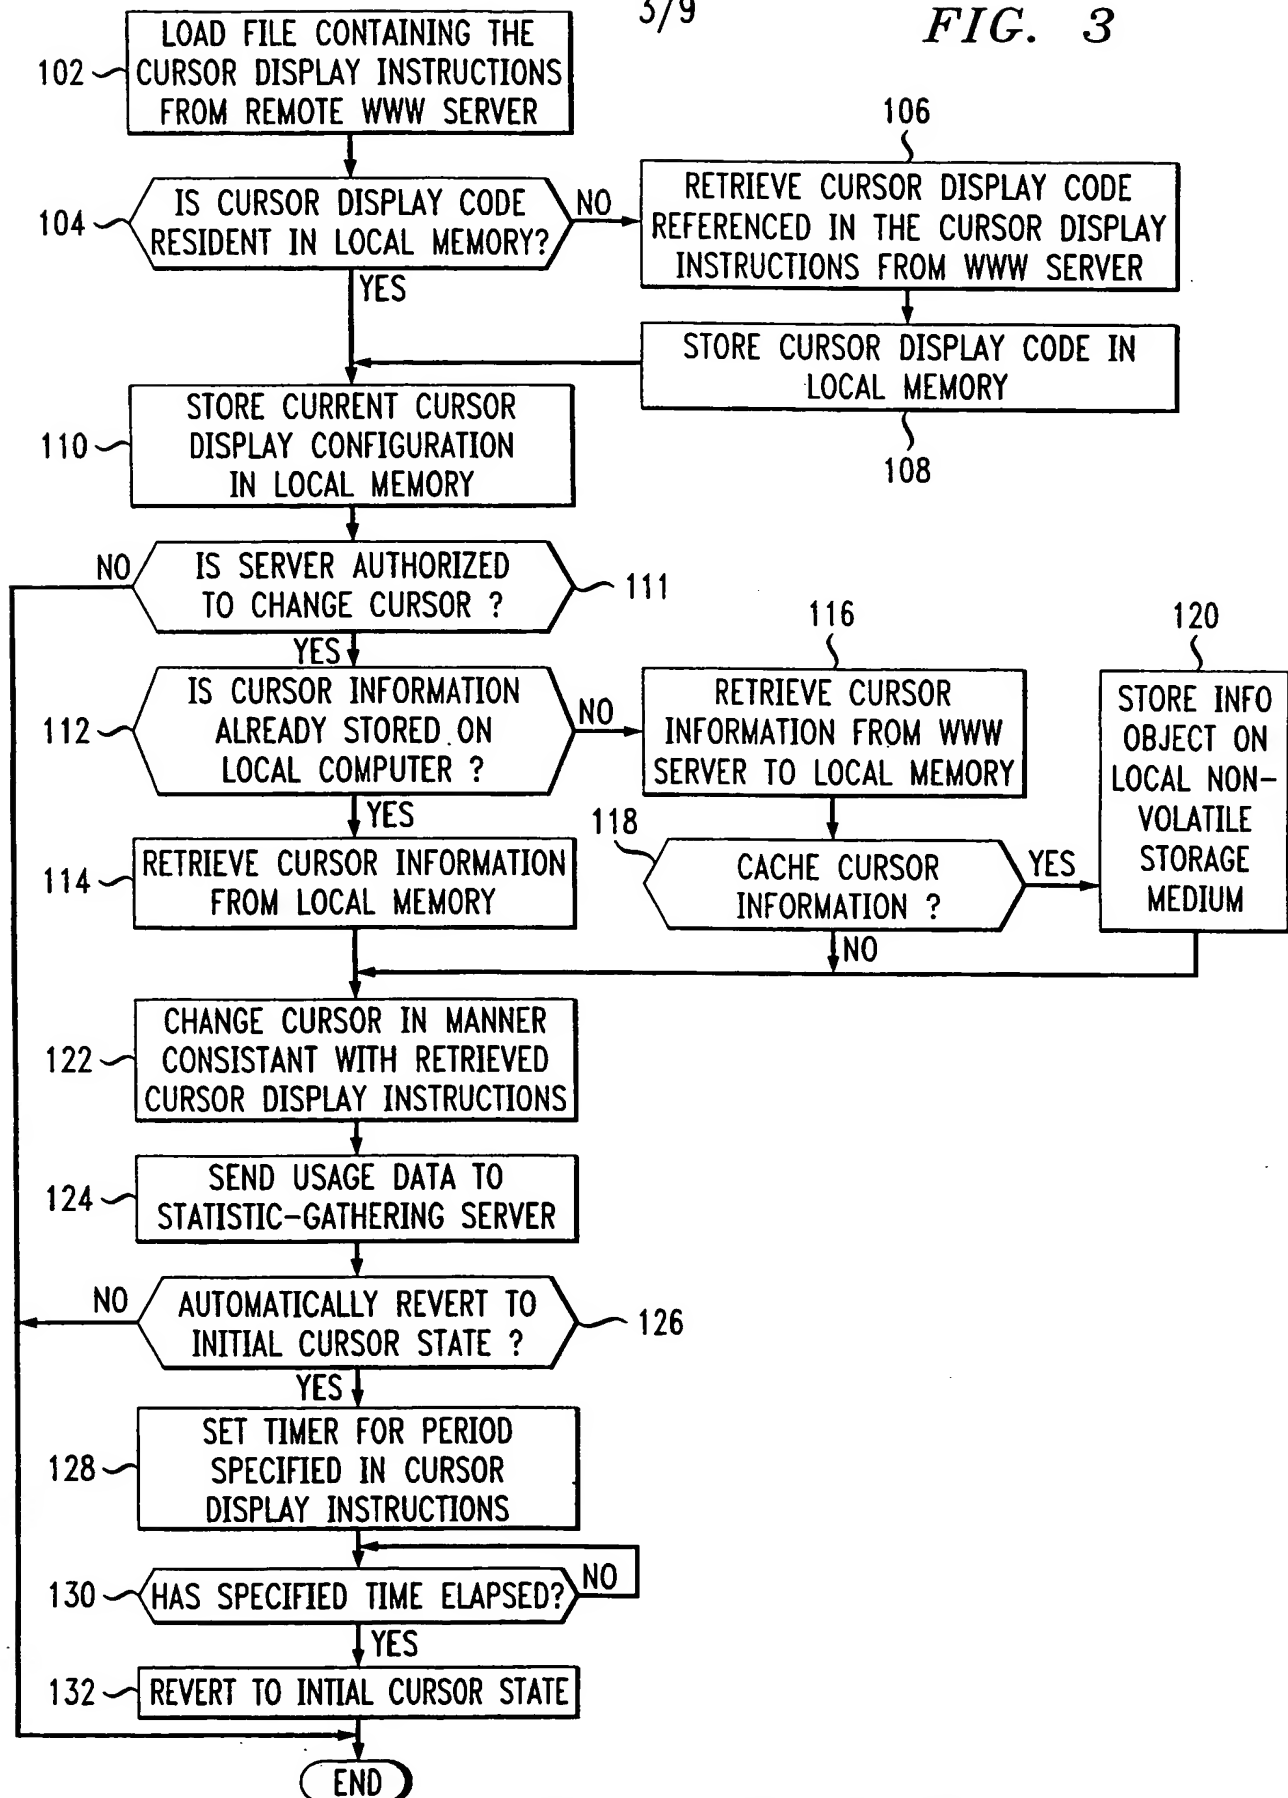 3/9
FIG. 3
LOAD FILE CONTAINING THE
CURSOR DISPLAY INSTRUCTIONS
FROM REMOTE WWW SERVER
102
IS CURSOR DISPLAY CODE
RESIDENT IN LOCAL MEMORY?
104
NO
YES
106
RETRIEVE CURSOR DISPLAY CODE
REFERENCED IN THE CURSOR DISPLAY
INSTRUCTIONS FROM WWW SERVER
STORE CURSOR DISPLAY CODE IN
LOCAL MEMORY
108
STORE CURRENT CURSOR
DISPLAY CONFIGURATION
IN LOCAL MEMORY
110
NO
IS SERVER AUTHORIZED
TO CHANGE CURSOR ?
111
YES
IS CURSOR INFORMATION
ALREADY STORED ON
LOCAL COMPUTER ?
112
NO
YES
116
RETRIEVE CURSOR
INFORMATION FROM WWW
SERVER TO LOCAL MEMORY
120
STORE INFO
OBJECT ON
LOCAL NON-
VOLATILE
STORAGE
MEDIUM
114
RETRIEVE CURSOR INFORMATION
FROM LOCAL MEMORY
118
CACHE CURSOR
INFORMATION ?
YES
NO
122
CHANGE CURSOR IN MANNER
CONSISTANT WITH RETRIEVED
CURSOR DISPLAY INSTRUCTIONS
124
SEND USAGE DATA TO
STATISTIC-GATHERING SERVER
NO
AUTOMATICALLY REVERT TO
INITIAL CURSOR STATE ?
126
YES
128
SET TIMER FOR PERIOD
SPECIFIED IN CURSOR
DISPLAY INSTRUCTIONS
130
HAS SPECIFIED TIME ELAPSED?
NO
YES
132
REVERT TO INTIAL CURSOR STATE
END